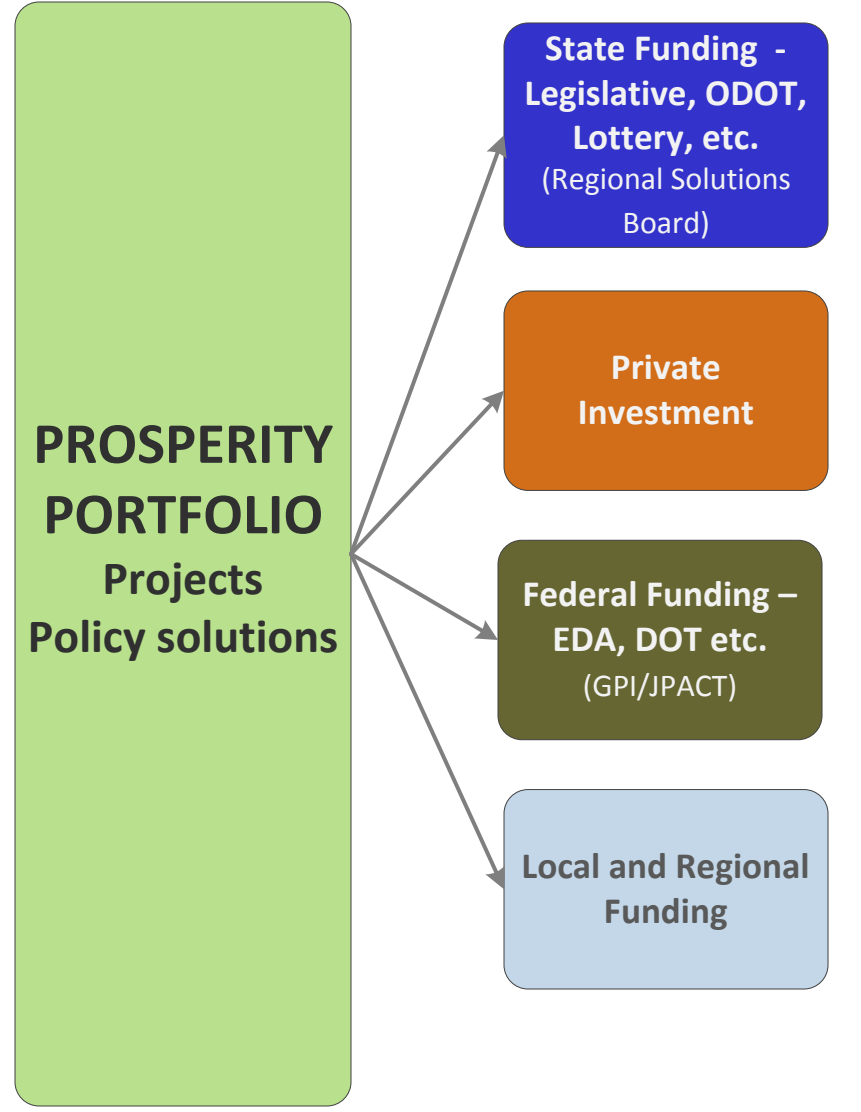 PROSPERITY
PORTFOLIO
Projects
Policy solutions
State Funding -
Legislative, ODOT,
Lottery, etc.
(Regional Solutions
Board)
Private
Investment
Federal Funding –
EDA, DOT etc.
(GPI/JPACT)
Local and Regional
Funding